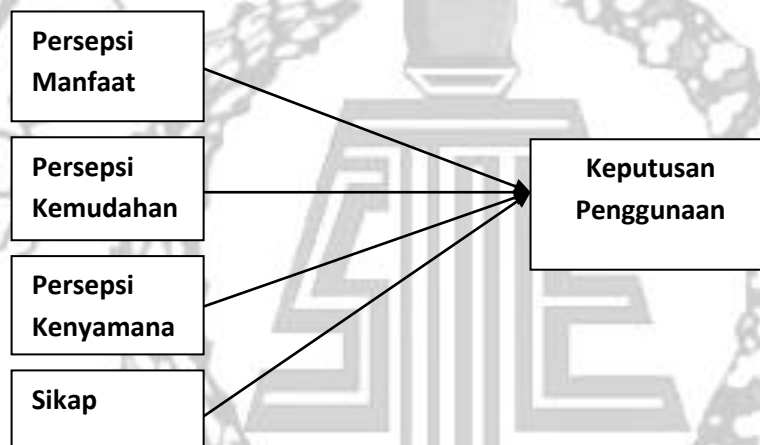 Persepsi
Manfaat
Persepsi
Kemudahan
Persepsi
Kenyamana
Sikap
Keputusan
Penggunaan